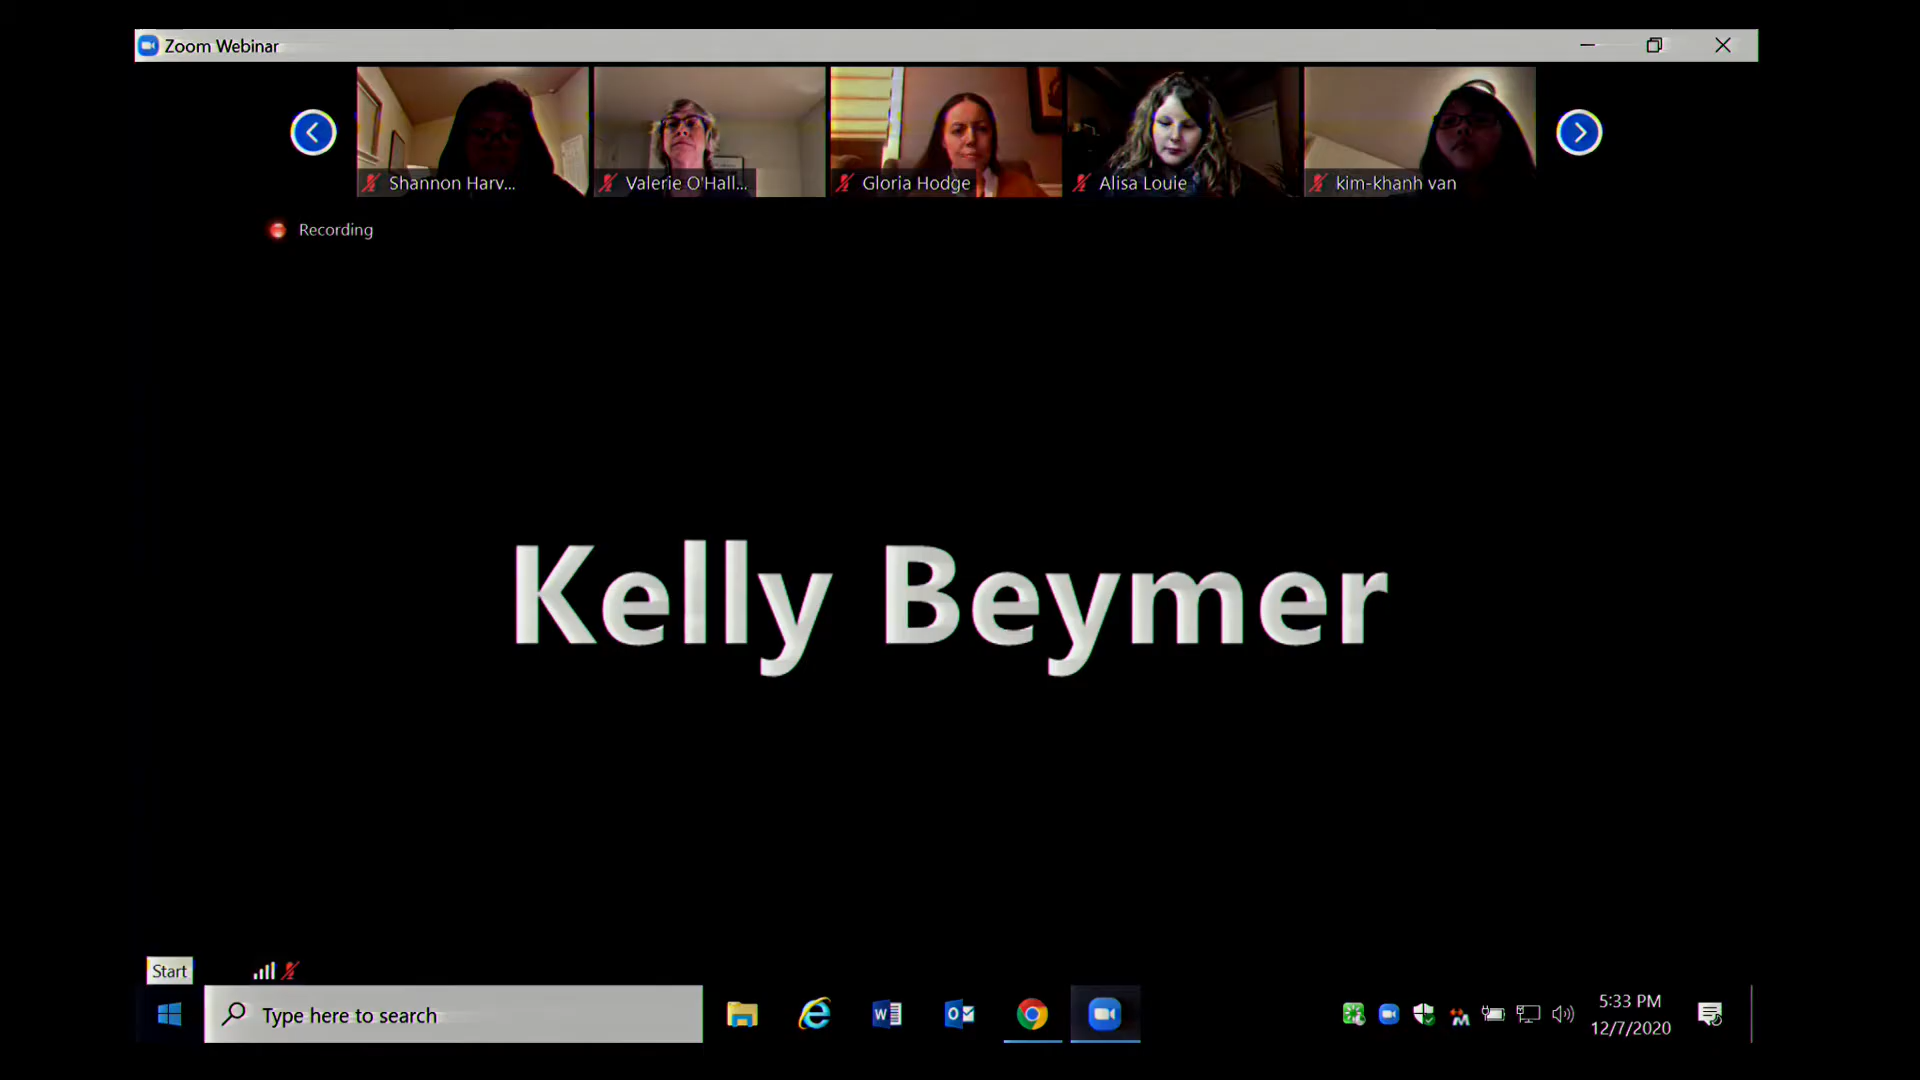 Zoom Webinar
Shannon Harv...
Valerie O'Hall...
Gloria Hodge
Alisa Louie
kim-khanh van
Recording
Kelly Beymer
Start
Type here to search
5:33 PM
12/7/2020